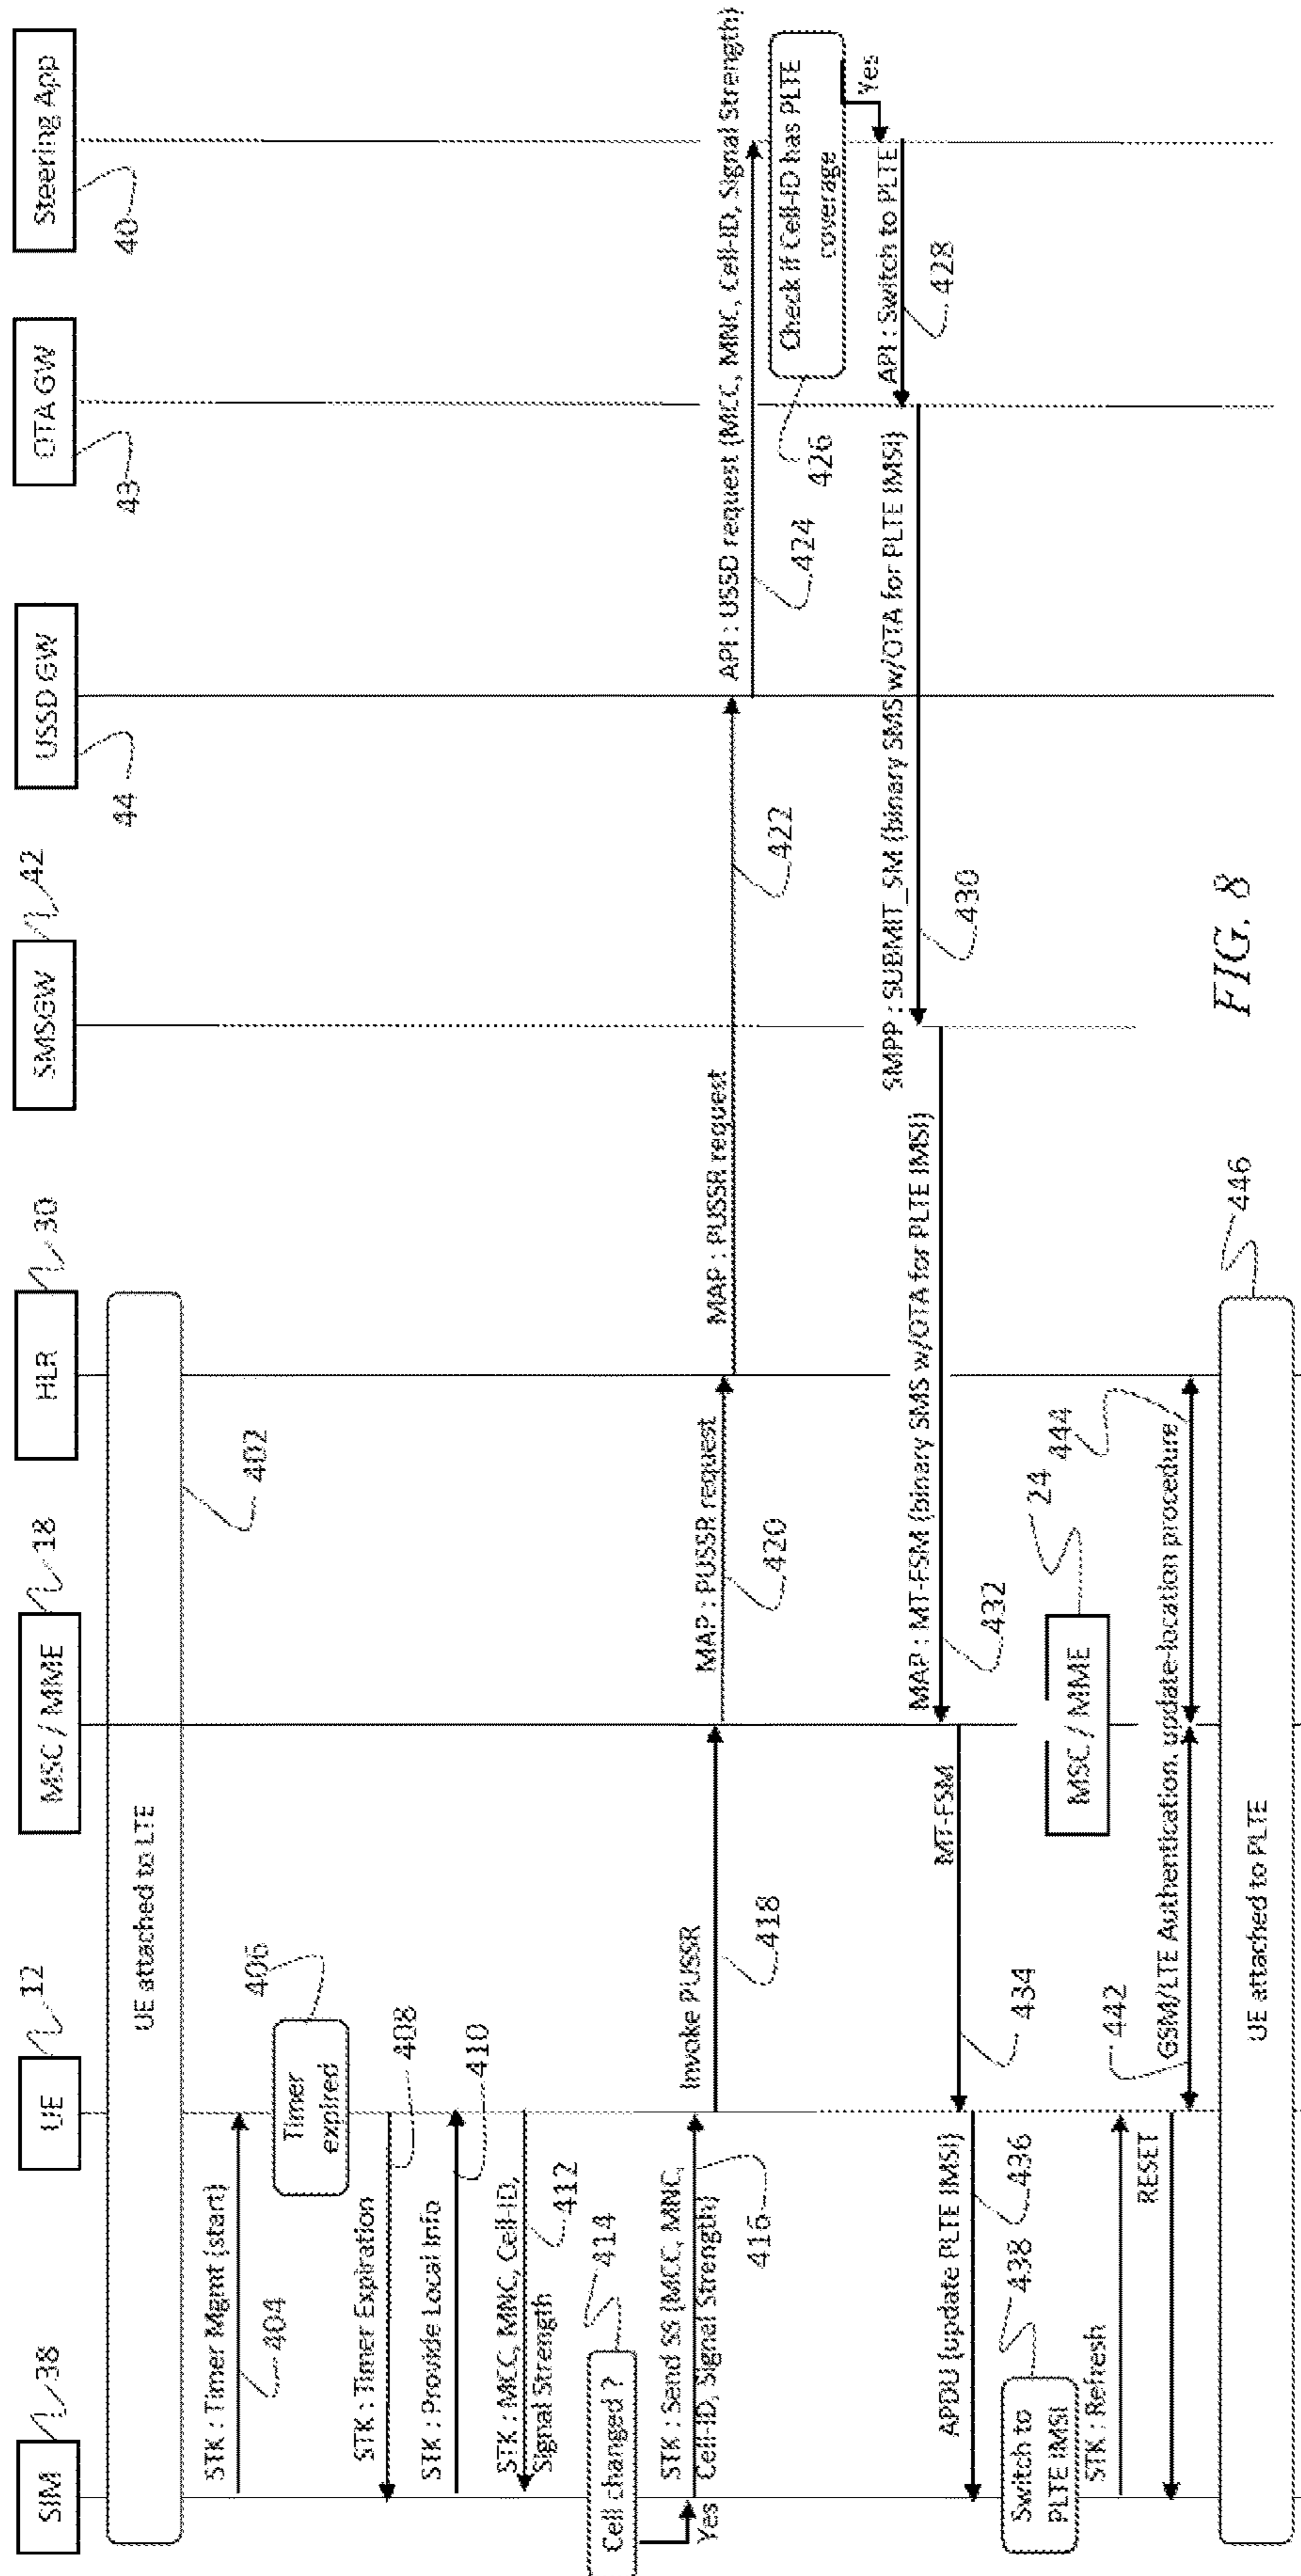 SIM
38
UE
12
MSC / MME
18
HLR
30
SMSGW
42
USSD GW
44
OTA GW
43
Steering App
40
UE attached to LTE
402
STK : Timer Mgmt (start)
404
Timer
expired
406
STK : Timer Expiration
408
STK : Provide Local Info
410
STK : MCC, MNC, Cell-ID,
Signal Strength
412
Cell changed ?
414
Yes
STK : Send SS (MCC, MNC,
Cell-ID, Signal Strength)
416
Invoke PUSSR
418
MAP : PUSSR request
420
MAP : PUSSR request
422
API : USSD request (MCC, MNC, Cell-ID, Signal Strength)
424
Check if Cell-ID has PLTE
coverage
426
Yes
API : Switch to PLTE
428
SMPP : SUBMIT_SM (binary SMS w/OTA for PLTE IMSI)
430
MAP : MT-FSM (binary SMS w/OTA for PLTE IMSI)
432
MT-FSM
434
APDU (update PLTE IMSI)
436
Switch to
PLTE IMSI
438
MSC / MME
24
STK : Refresh
RESET
442
GSM/LTE Authentication, update-location procedure
444
UE attached to PLTE
446
FIG. 8